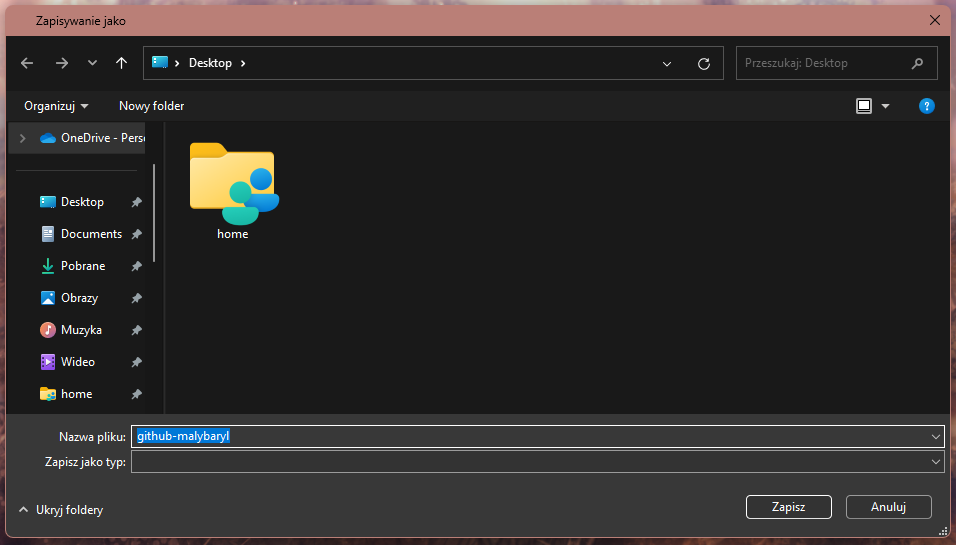 Zapisywanie jako
Desktop
Przeszukaj: Desktop
Organizuj
Nowy folder
OneDrive - Pers
Desktop
Documents
Pobrane
Obrazy
Muzyka
Wideo
home
home
Nazwa pliku: github-malybaryl
Zapisz jako typ:
Ukryj foldery
Zapisz
Anuluj